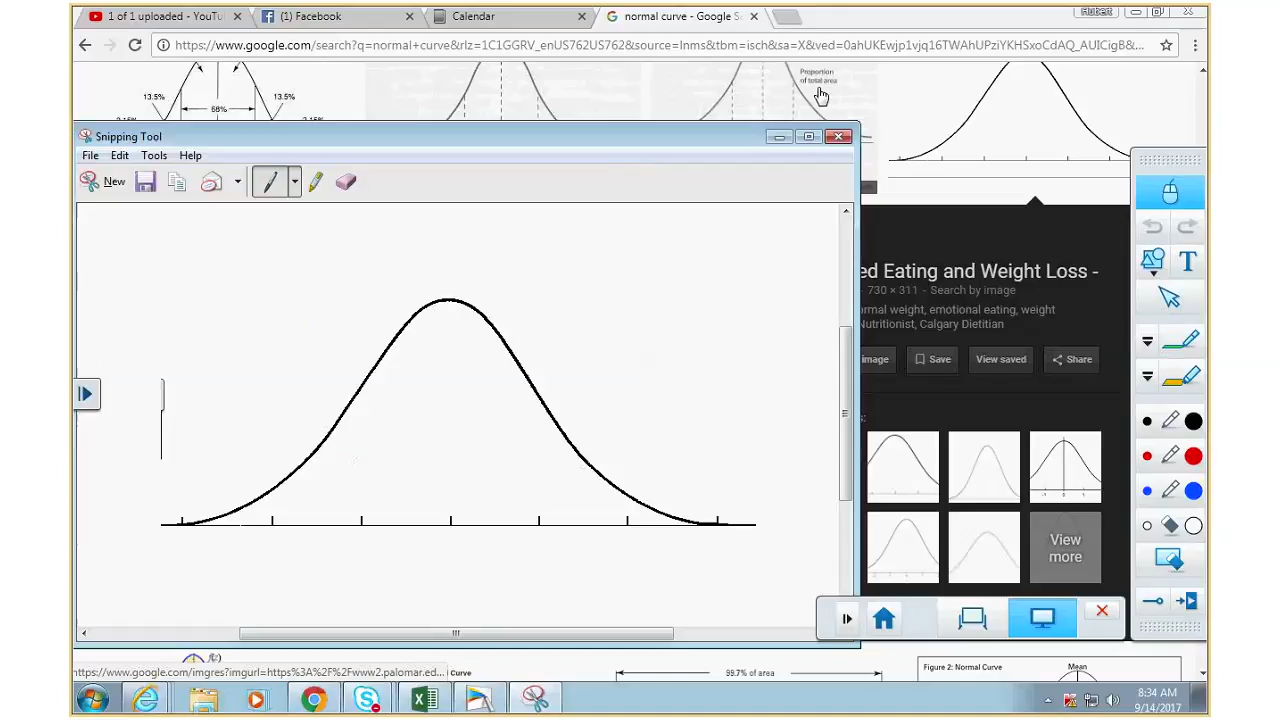 1 of 1 uploaded - YouTu
(1) Facebook
Calendar
normal curve - Google S
https://www.google.com/search?q=normal+curve&rlz=1C1GGRV_enUS762US762&source=lnms&tbm=isch&sa=X&ved=0ahUKEwjp1vjq16TWAhUPziYKHSxoCdAQ_AUICigB&
13.5%
68%
13.5%
Proportion
of total area
Snipping Tool
File Edit Tools Help
New
ed Eating and Weight Loss -
730 × 311 - Search by image
ormal weight, emotional eating, weight
Nutritionist, Calgary Dietitian
image
Save
View saved
Share
View
more
T
https://www.google.com/imgres?imgurl=https%3A%2F%2Fwww2.palomar.ed...
Curve
99.7% of area
Figure 2: Normal Curve
Mean
8:34 AM
9/14/2017